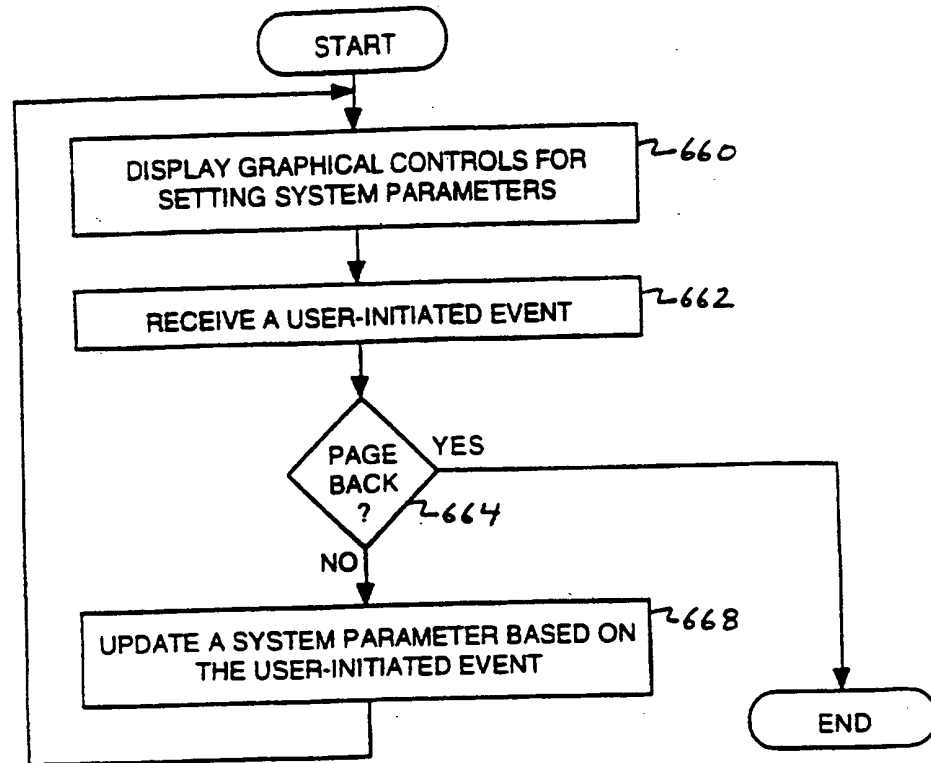 START
DISPLAY GRAPHICAL CONTROLS FOR
SETTING SYSTEM PARAMETERS
660
RECEIVE A USER-INITIATED EVENT
662
PAGE
BACK
?
YES
664
NO
UPDATE A SYSTEM PARAMETER BASED ON
THE USER-INITIATED EVENT
668
END